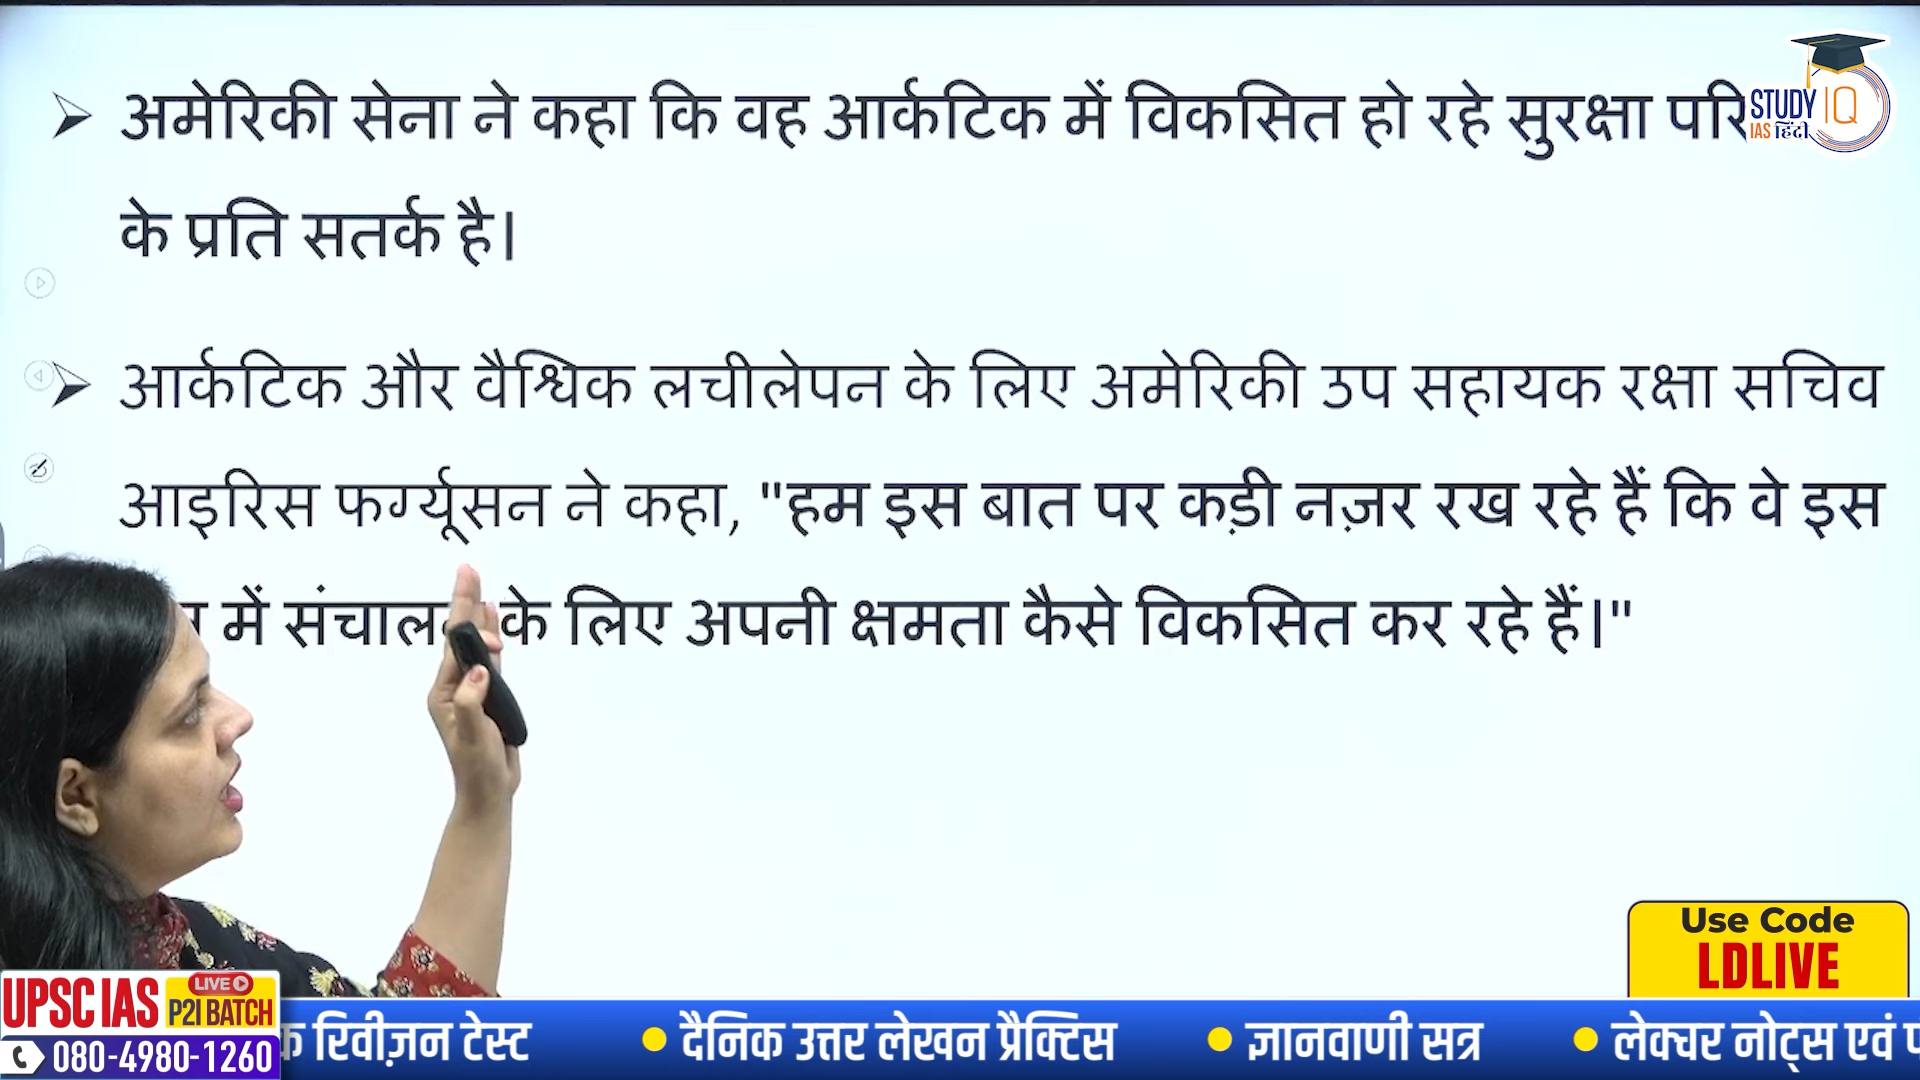 अमेरिकी सेना ने कहा कि वह आर्कटिक में विकसित हो रहे सुरक्षा
के प्रति सतर्क है।
आर्कटिक और वैश्विक लचीलेपन के लिए अमेरिकी उप सहायक रक्षा सचिव
आइरिस फर्ग्यूसन ने कहा, "हम इस बात पर कड़ी नज़र रख रहे हैं कि वे इस
में संचालन के लिए अपनी क्षमता कैसे विकसित कर रहे हैं।"
STUDY IQ
IAS हिंदी
Use Code
LDLIVE
UPSC IAS LIVE P2I BATCH
080-4980-1260
रिवीज़न टेस्ट • दैनिक उत्तर लेखन प्रैक्टिस • ज्ञानवाणी सत्र • लेक्चर नोट्स एवं